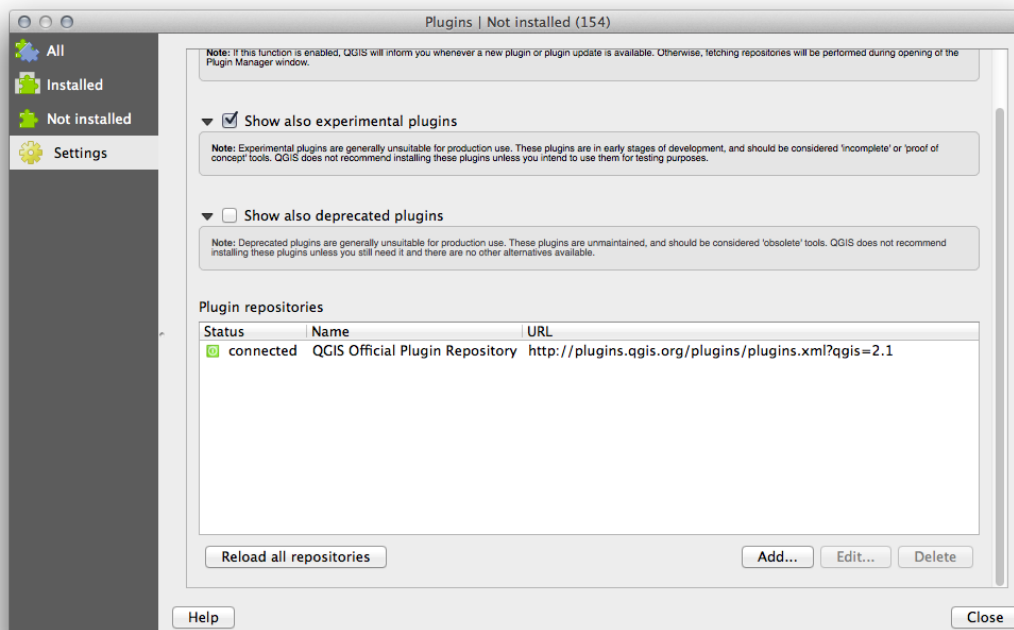 Plugins | Not installed (154)
All
Installed
Not installed
Settings
Note: If this function is enabled, QGIS will inform you whenever a new plugin or plugin update is available. Otherwise, fetching repositories will be performed during opening of the
Plugin Manager window.
Show also experimental plugins
Note: Experimental plugins are generally unsuitable for production use. These plugins are in early stages of development, and should be considered 'incomplete' or 'proof of
concept' tools. QGIS does not recommend installing these plugins unless you intend to use them for testing purposes.
Show also deprecated plugins
Note: Deprecated plugins are generally unsuitable for production use. These plugins are unmaintained, and should be considered 'obsolete' tools. QGIS does not recommend
installing these plugins unless you still need it and there are no other alternatives available.
Plugin repositories
Status Name URL
connected QGIS Official Plugin Repository http://plugins.qgis.org/plugins/plugins.xml?qgis=2.1
Reload all repositories Add... Edit... Delete
Help Close